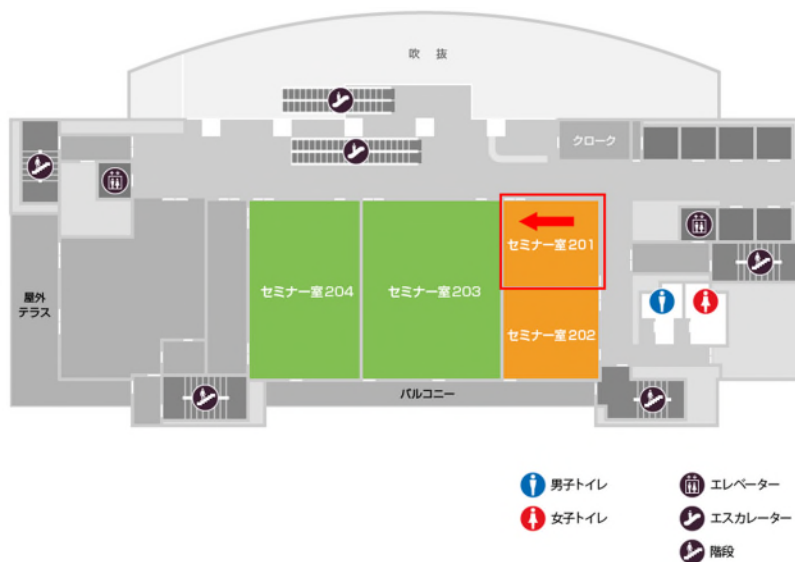 吹 抜
クローク
セミナー室201
セミナー室204
セミナー室203
屋外
テラス
セミナー室202
バルコニー
男子トイレ
エレベーター
女子トイレ
エスカレーター
階段